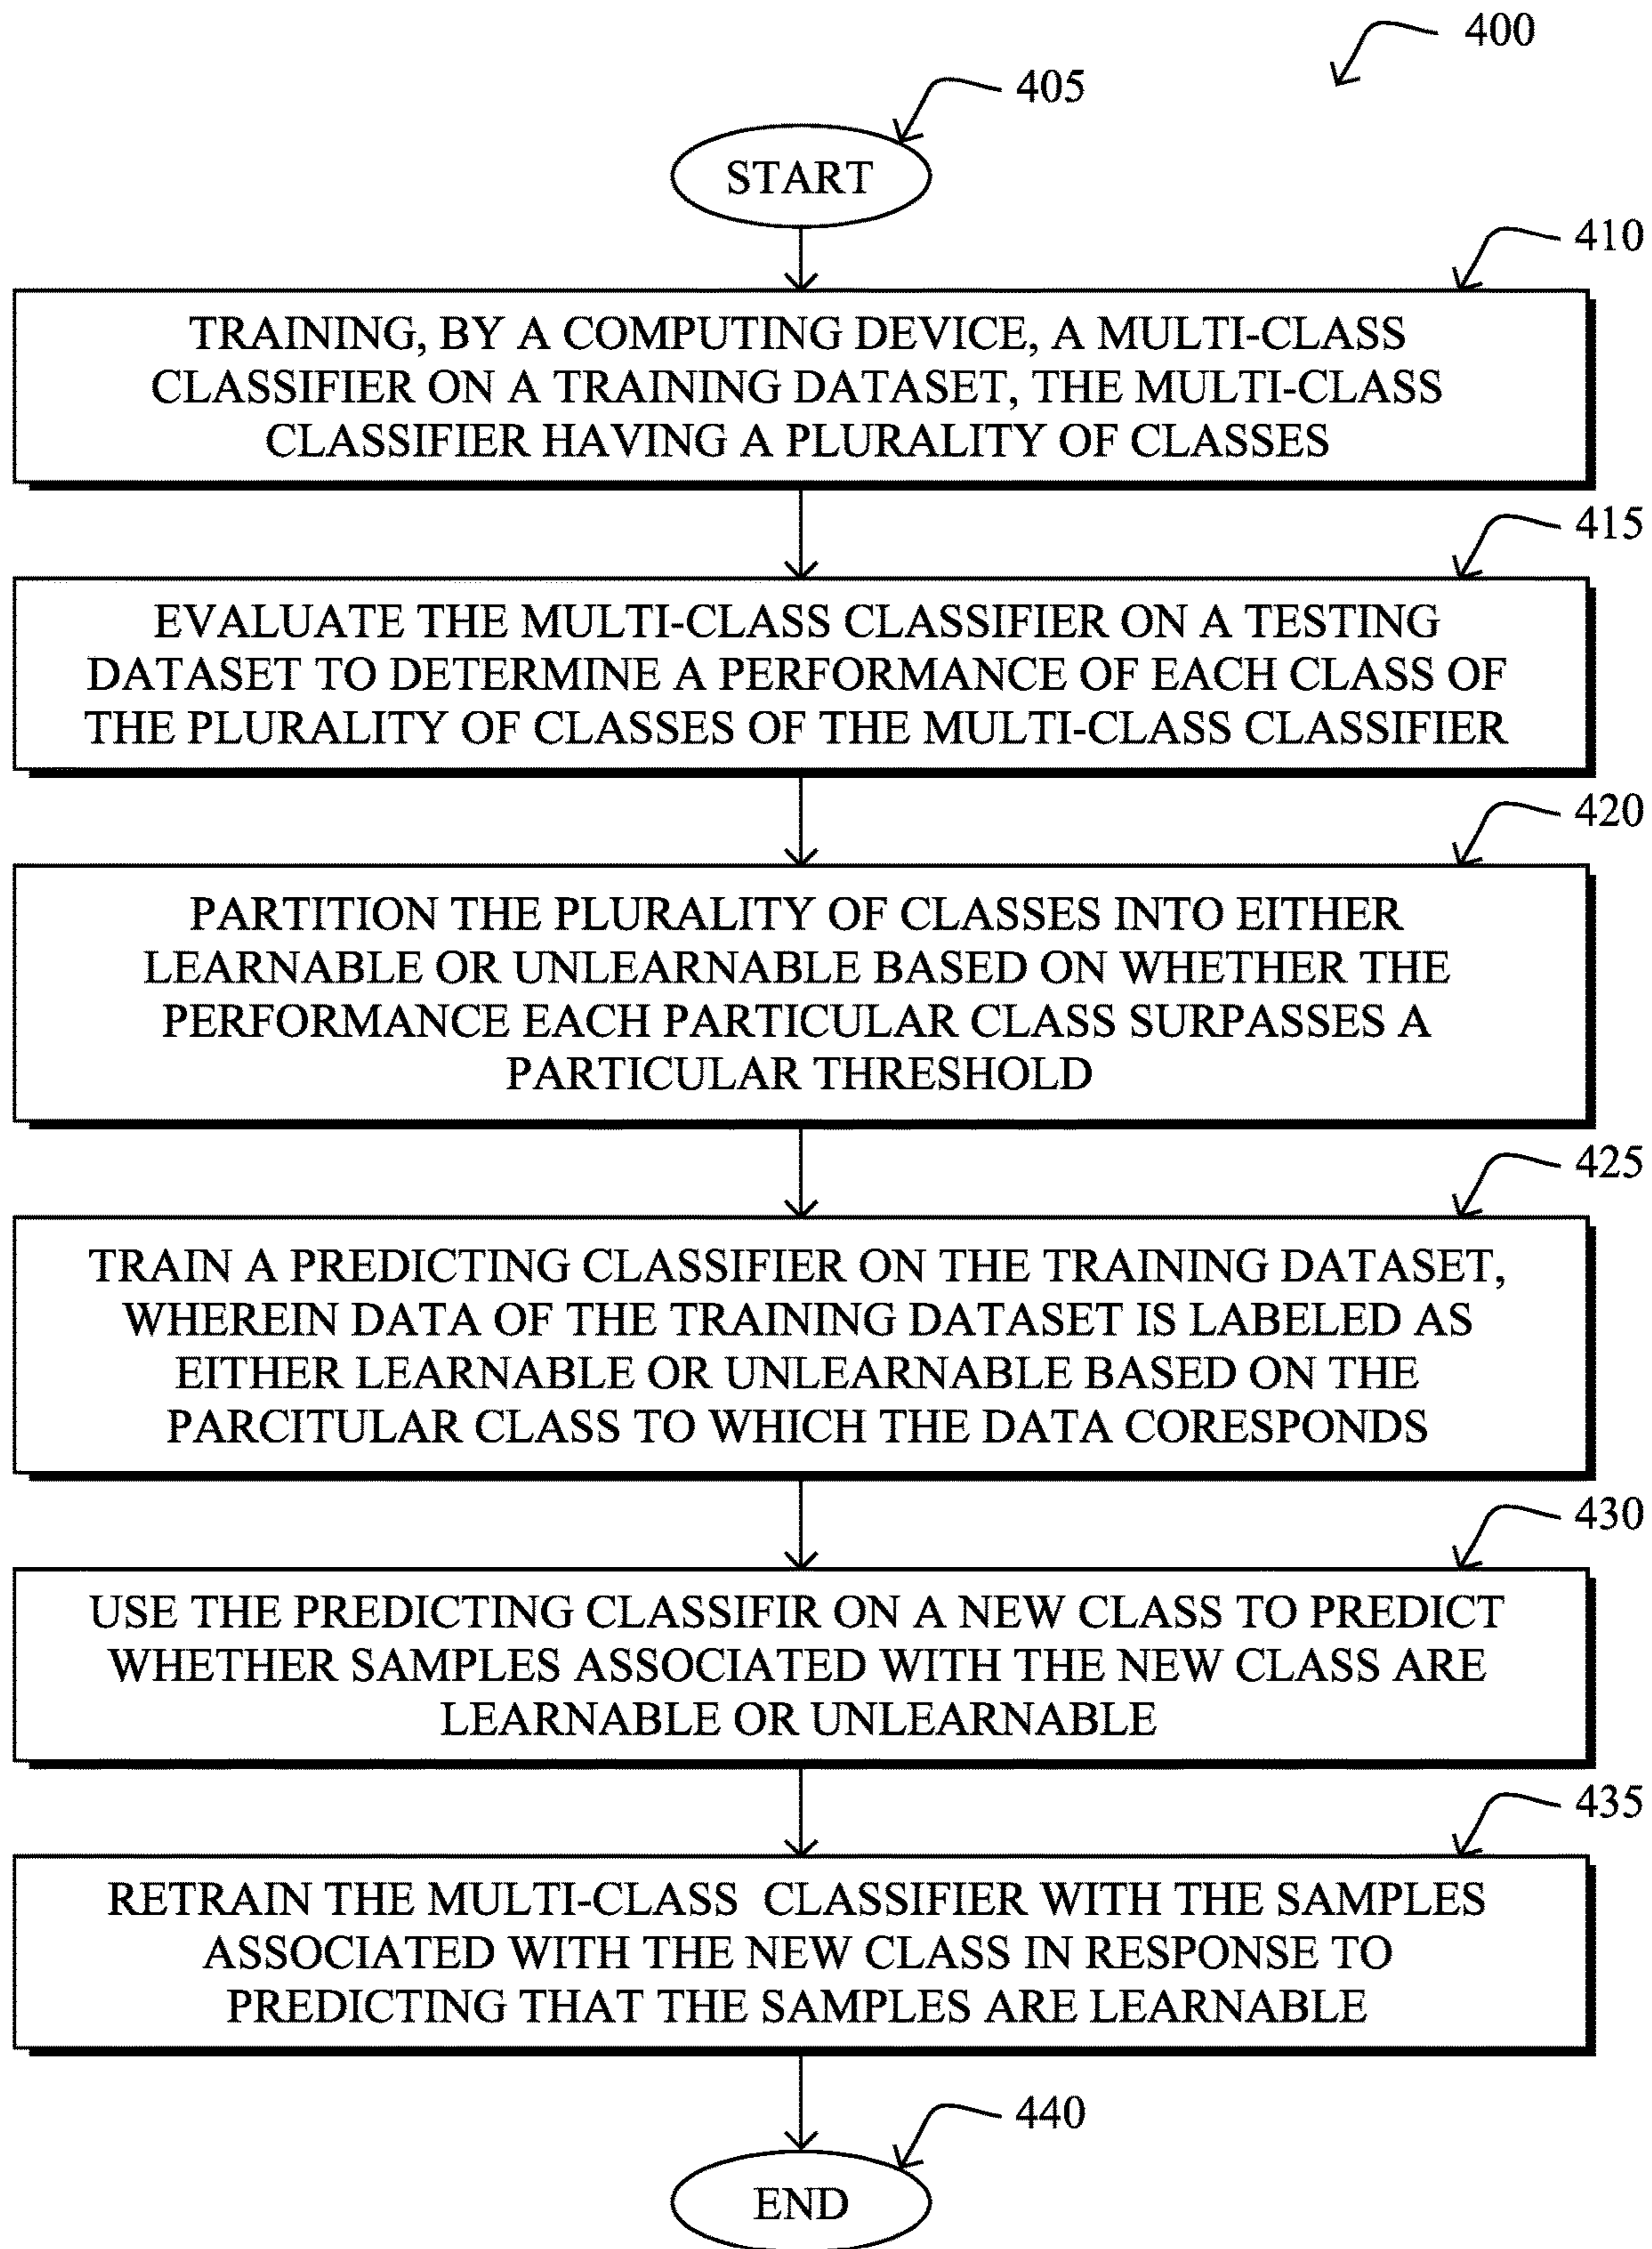 400
405
START
410
TRAINING, BY A COMPUTING DEVICE, A MULTI-CLASS
CLASSIFIER ON A TRAINING DATASET, THE MULTI-CLASS
CLASSIFIER HAVING A PLURALITY OF CLASSES
415
EVALUATE THE MULTI-CLASS CLASSIFIER ON A TESTING
DATASET TO DETERMINE A PERFORMANCE OF EACH CLASS OF
THE PLURALITY OF CLASSES OF THE MULTI-CLASS CLASSIFIER
420
PARTITION THE PLURALITY OF CLASSES INTO EITHER
LEARNABLE OR UNLEARNABLE BASED ON WHETHER THE
PERFORMANCE EACH PARTICULAR CLASS SURPASSES A
PARTICULAR THRESHOLD
425
TRAIN A PREDICTING CLASSIFIER ON THE TRAINING DATASET,
WHEREIN DATA OF THE TRAINING DATASET IS LABELED AS
EITHER LEARNABLE OR UNLEARNABLE BASED ON THE
PARCITULAR CLASS TO WHICH THE DATA CORESPONDS
430
USE THE PREDICTING CLASSIFIR ON A NEW CLASS TO PREDICT
WHETHER SAMPLES ASSOCIATED WITH THE NEW CLASS ARE
LEARNABLE OR UNLEARNABLE
435
RETRAIN THE MULTI-CLASS CLASSIFIER WITH THE SAMPLES
ASSOCIATED WITH THE NEW CLASS IN RESPONSE TO
PREDICTING THAT THE SAMPLES ARE LEARNABLE
440
END